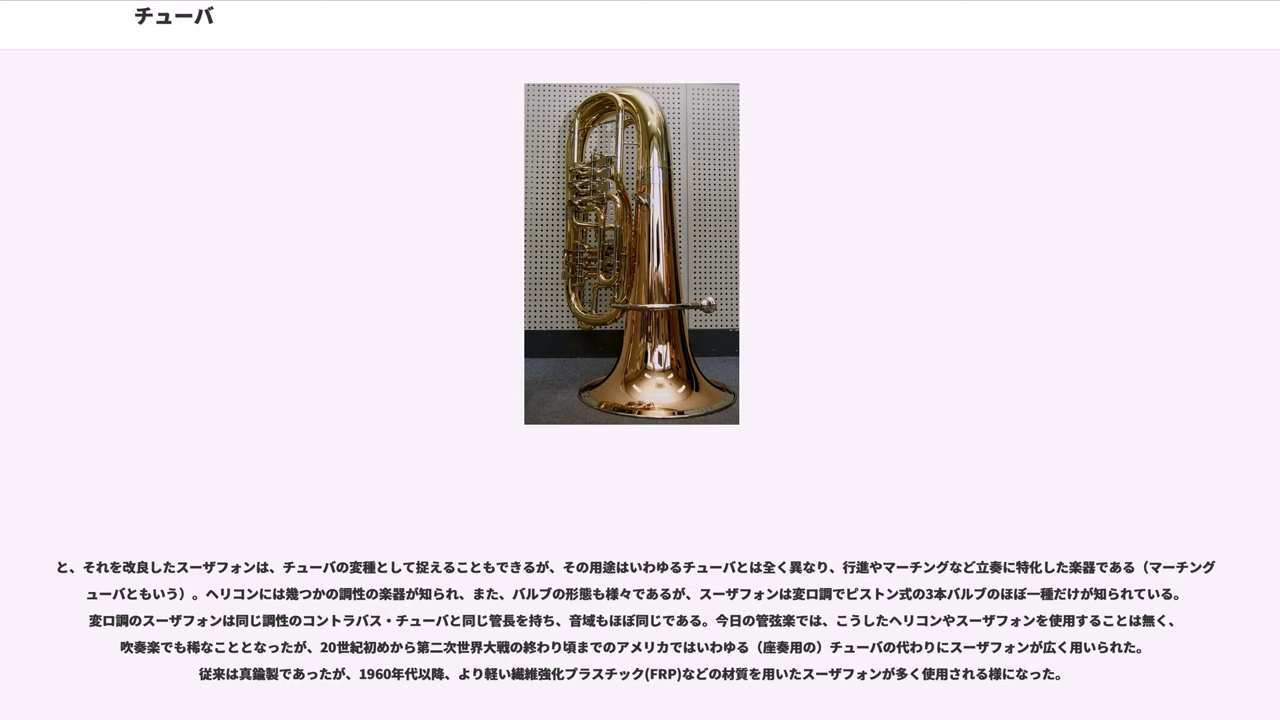 チューバ
と、それを改良したスーザフォンは、チューバの変種として捉えることもできるが、その用途はいわゆるチューバとは全く異なり、行進やマーチングなど立奏に特化した楽器である（マーチング
ューバともいう）。ヘリコンには幾つかの調性の楽器が知られ、また、バルブの形態も様々であるが、スーザフォンは変ロ調でピストン式の3本バルブのほぼ一種だけが知られている。
変ロ調のスーザフォンは同じ調性のコントラバス・チューバと同じ管長を持ち、音域もほぼ同じである。今日の管弦楽では、こうしたヘリコンやスーザフォンを使用することは無く、
吹奏楽でも稀なこととなったが、20世紀初めから第二次世界大戦の終わり頃までのアメリカではいわゆる（座奏用の）チューバの代わりにスーザフォンが広く用いられた。
従来は真鍮製であったが、1960年代以降、より軽い繊維強化プラスチック(FRP)などの材質を用いたスーザフォンが多く使用される様になった。